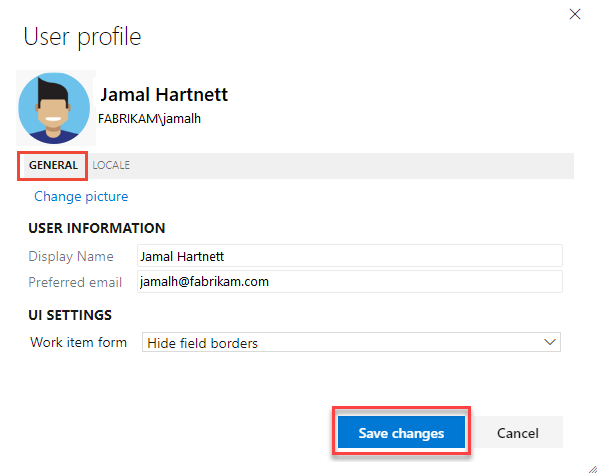 User profile
Jamal Hartnett
FABRIKAM\jamalh
GENERAL LOCALE
Change picture
USER INFORMATION
Display Name Jamal Hartnett
Preferred email jamalh@fabrikam.com
UI SETTINGS
Work item form Hide field borders
Save changes Cancel